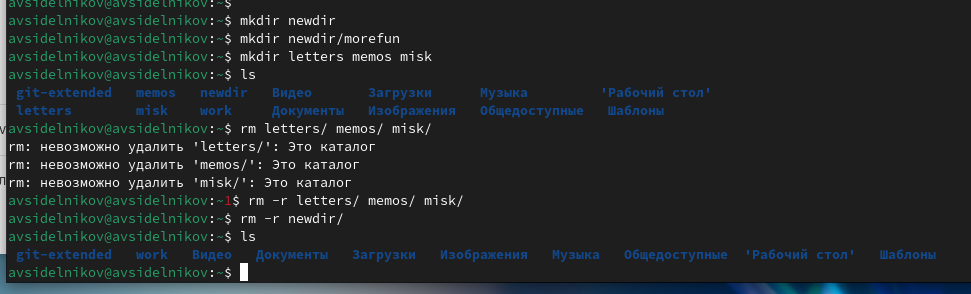 avsidelnikov@avsidelnikov:~$
avsidelnikov@avsidelnikov:~$ mkdir newdir
avsidelnikov@avsidelnikov:~$ mkdir newdir/morefun
avsidelnikov@avsidelnikov:~$ mkdir letters memos misk
avsidelnikov@avsidelnikov:~$ ls
git-extended memos newdir Видео Загрузки Музыка 'Рабочий стол'
letters misk work Документы Изображения Общедоступные Шаблоны
avsidelnikov@avsidelnikov:~$ rm letters/ memos/ misk/
rm: невозможно удалить 'letters/': Это каталог
rm: невозможно удалить 'memos/': Это каталог
rm: невозможно удалить 'misk/': Это каталог
avsidelnikov@avsidelnikov:~1$ rm -r letters/ memos/ misk/
avsidelnikov@avsidelnikov:~$ rm -r newdir/
avsidelnikov@avsidelnikov:~$ ls
git-extended work Видео Документы Загрузки Изображения Музыка Общедоступные 'Рабочий стол' Шаблоны
avsidelnikov@avsidelnikov:~$